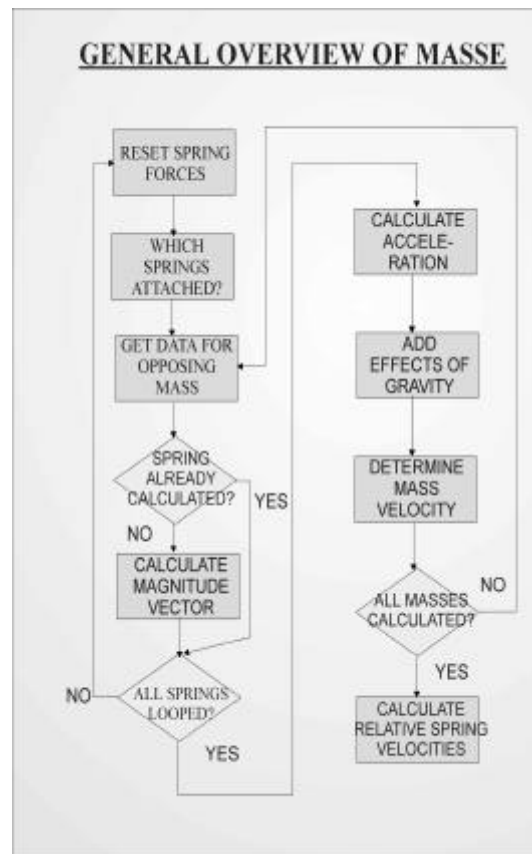 GENERAL OVERVIEW OF MASSE
RESET SPRING
FORCES
WHICH
SPRINGS
ATTACHED?
GET DATA FOR
OPPOSING
MASS
SPRING
ALREADY
CALCULATED?
YES
NO
CALCULATE
MAGNITUDE
VECTOR
NO
ALL SPRINGS
LOOPED?
YES
CALCULATE
ACCELE-
RATION
ADD
EFFECTS OF
GRAVITY
DETERMINE
MASS
VELOCITY
NO
ALL MASSES
CALCULATED?
YES
CALCULATE
RELATIVE SPRING
VELOCITIES